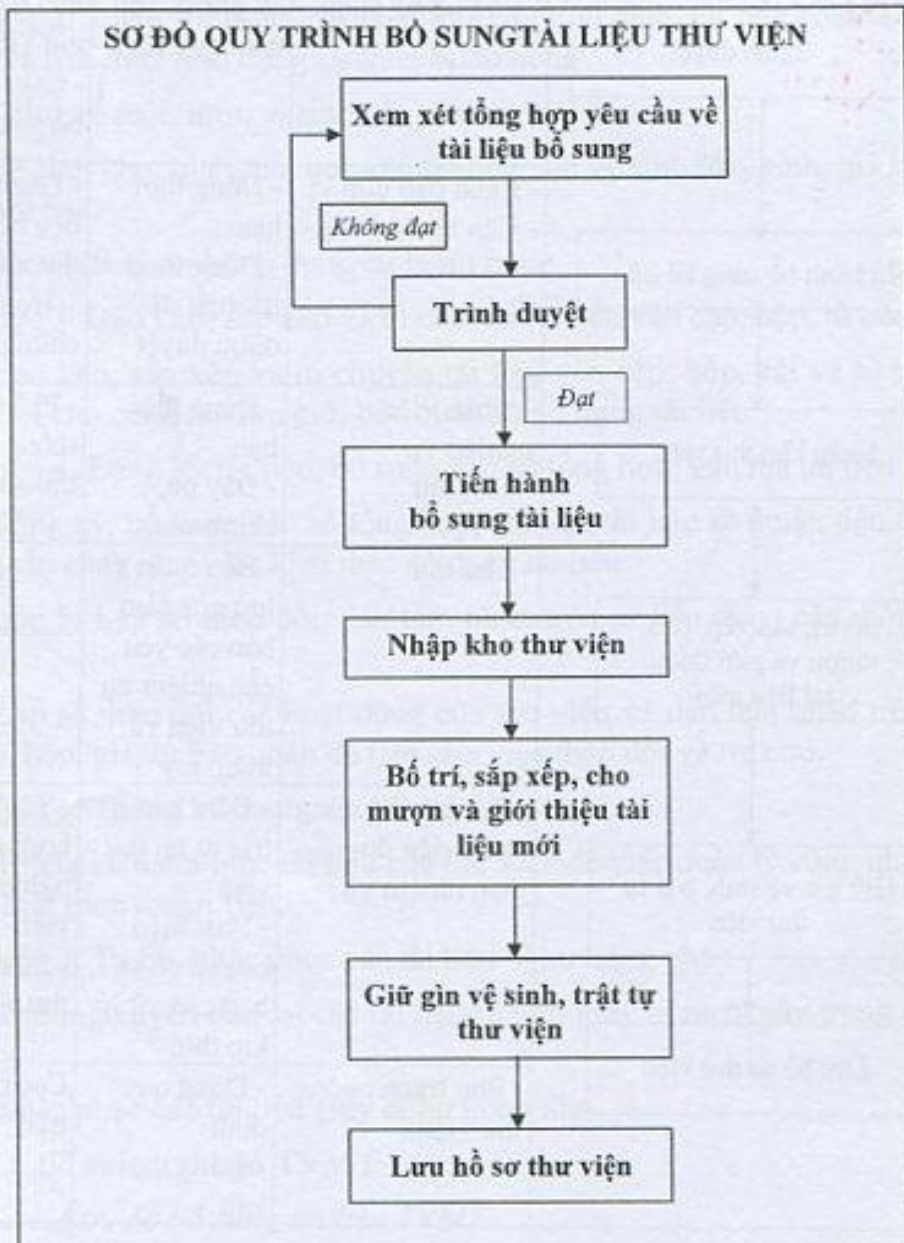 SƠ ĐỒ QUY TRÌNH BỔ SUNGTÀI LIỆU THƯ VIỆN
Xem xét tổng hợp yêu cầu về
tài liệu bổ sung
Không đạt
Trình duyệt
Đạt
Tiến hành
bổ sung tài liệu
Nhập kho thư viện
Bố trí, sắp xếp, cho
mượn và giới thiệu tài
liệu mới
Giữ gìn vệ sinh, trật tự
thư viện
Lưu hồ sơ thư viện